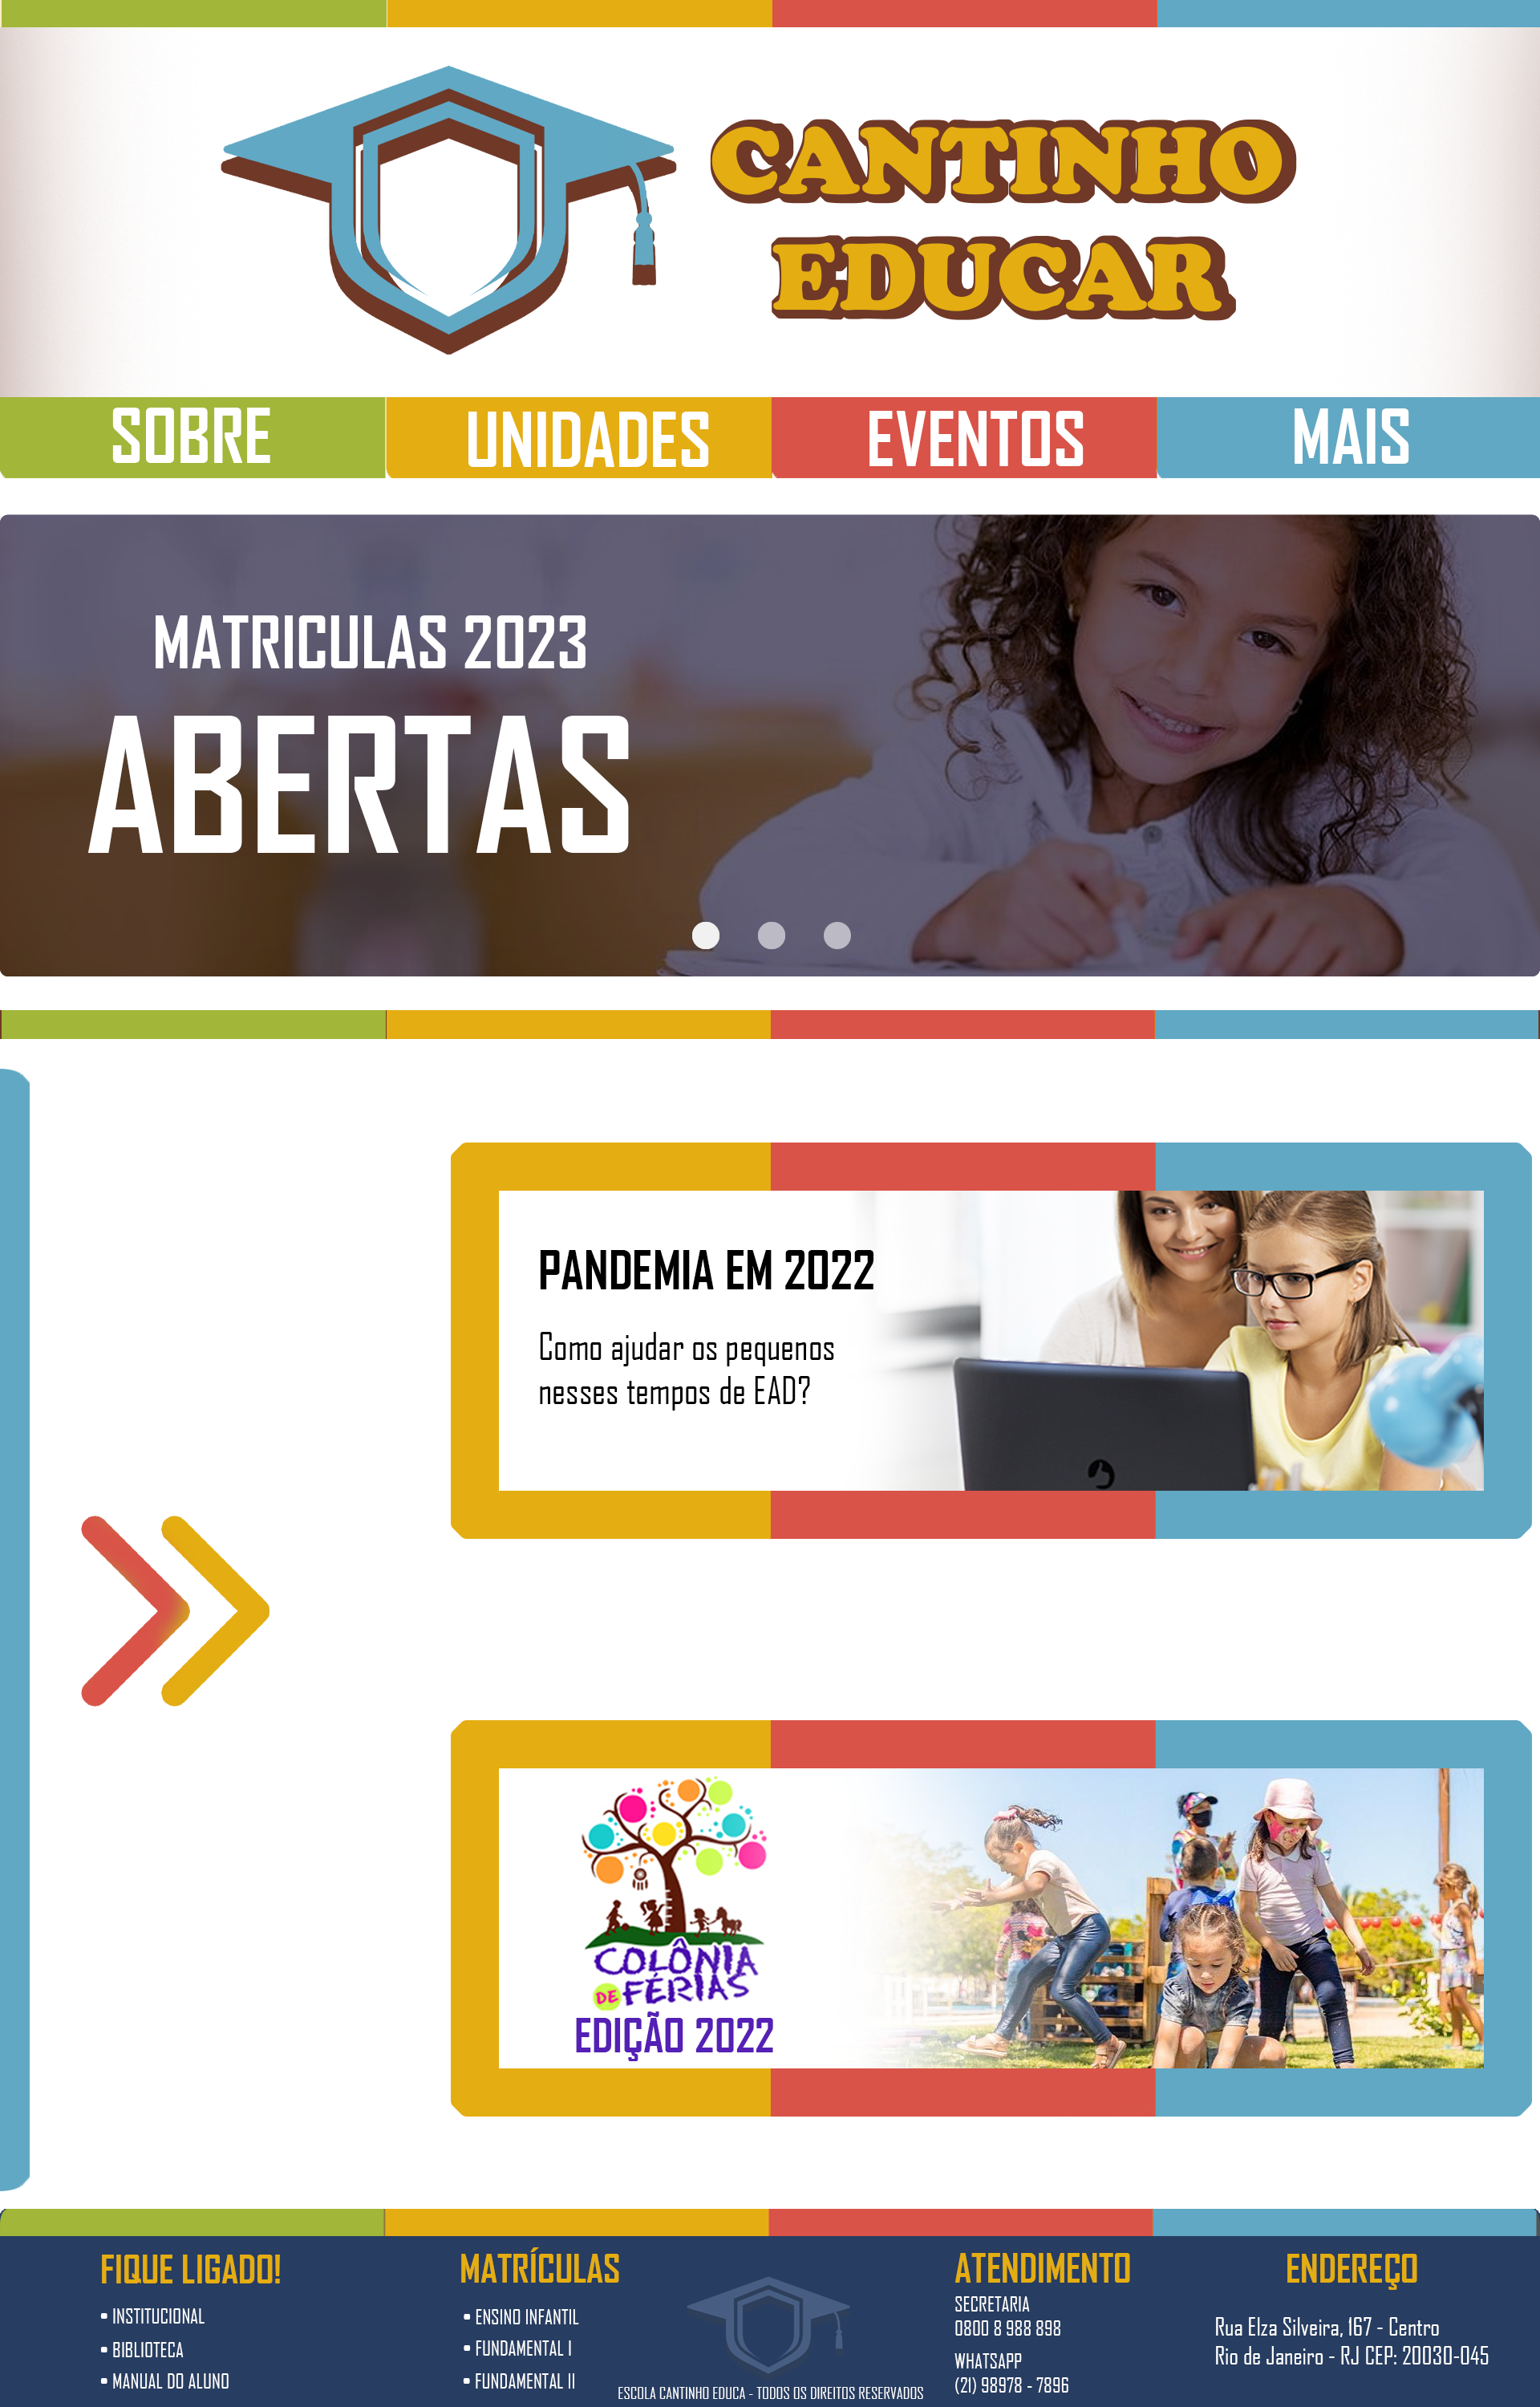 CANTINHO
EDUCAR
SOBRE
UNIDADES
EVENTOS
MAIS
MATRICULAS 2023
ABERTAS
PANDEMIA EM 2022
Como ajudar os pequenos
nesses tempos de EAD?
COLÔNIA
DE FÉRIAS
EDIÇÃO 2022
FIQUE LIGADO!
• INSTITUCIONAL
• BIBLIOTECA
• MANUAL DO ALUNO
MATRÍCULAS
• ENSINO INFANTIL
• FUNDAMENTAL I
• FUNDAMENTAL II
ESCOLA CANTINHO EDUCA - TODOS OS DIREITOS RESERVADOS
ATENDIMENTO
SECRETARIA
0800 8 988 898
WHATSAPP
(21) 98978 - 7896
ENDEREÇO
Rua Elza Silveira, 167 - Centro
Rio de Janeiro - RJ CEP: 20030-045